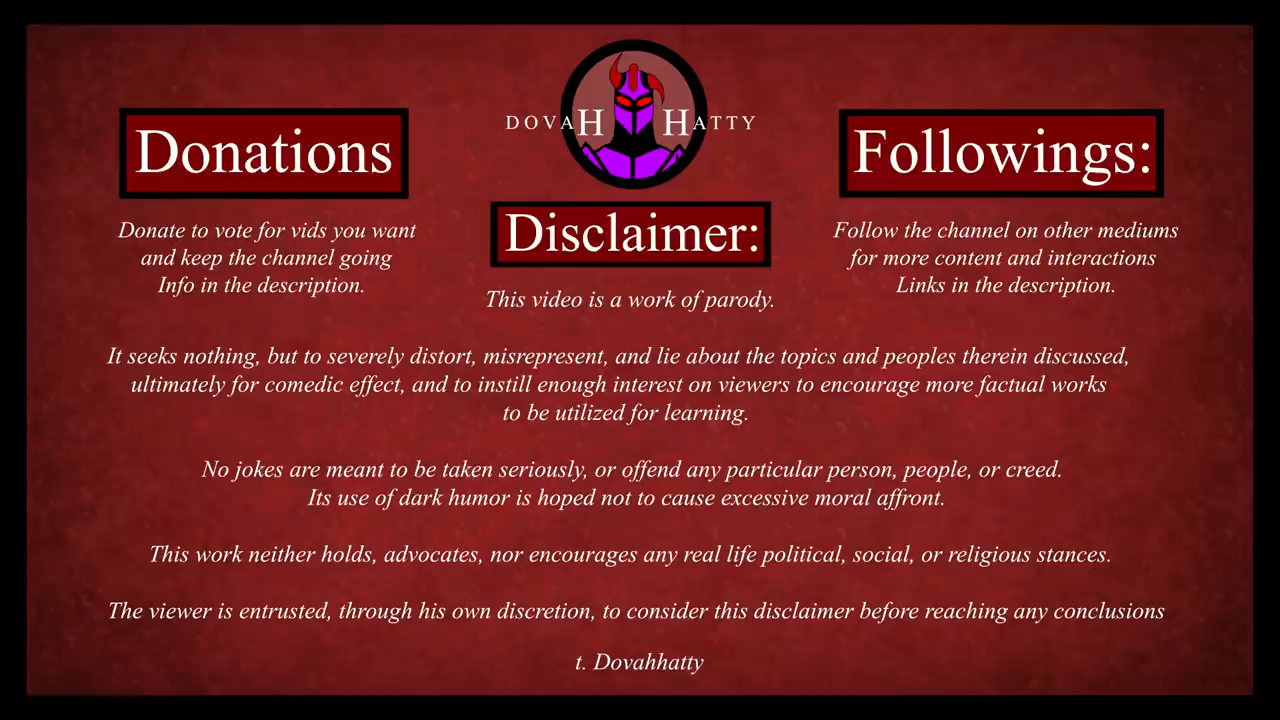 DOVAH HATTY
Donations
Donate to vote for vids you want
and keep the channel going
Info in the description.
Disclaimer:
Followings:
Follow the channel on other mediums
for more content and interactions
Links in the description.
This video is a work of parody.
It seeks nothing, but to severely distort, misrepresent, and lie about the topics and peoples therein discussed,
ultimately for comedic effect, and to instill enough interest on viewers to encourage more factual works
to be utilized for learning.
No jokes are meant to be taken seriously, or offend any particular person, people, or creed.
Its use of dark humor is hoped not to cause excessive moral affront.
This work neither holds, advocates, nor encourages any real life political, social, or religious stances.
The viewer is entrusted, through his own discretion, to consider this disclaimer before reaching any conclusions
t. Dovahhatty